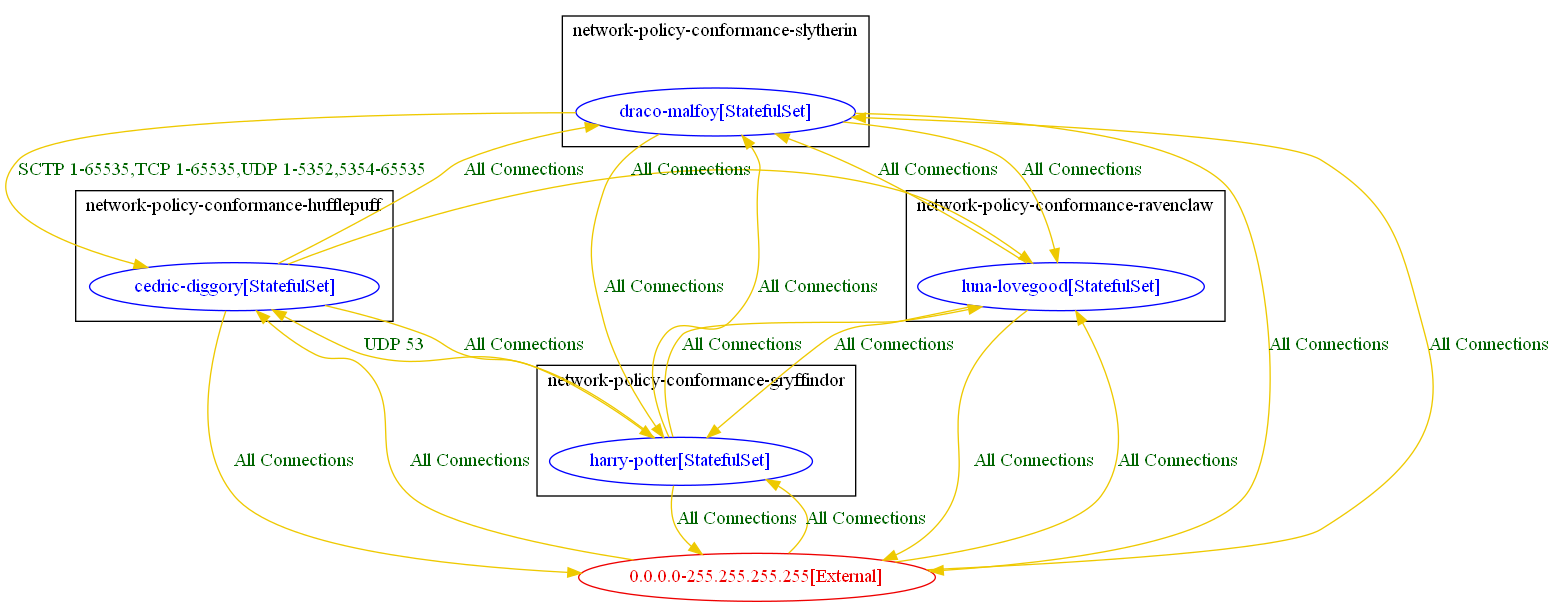 network-policy-conformance-slytherin
draco-malfoy[StatefulSet]
SCTP 1-65535,TCP 1-65535,UDP 1-5352,5354-65535
All Connections
All Connections
All Connections
All Connections
network-policy-conformance-hufflepuff
network-policy-conformance-ravenclaw
cedric-diggory[StatefulSet]
All Connections
All Connections
luna-lovegood[StatefulSet]
UDP 53
All Connections
All Connections
All Connections
All Connections
All Connections
network-policy-conformance-gryffindor
harry-potter[StatefulSet]
All Connections
All Connections
All Connections
All Connections
All Connections
All Connections
0.0.0.0-255.255.255.255[External]